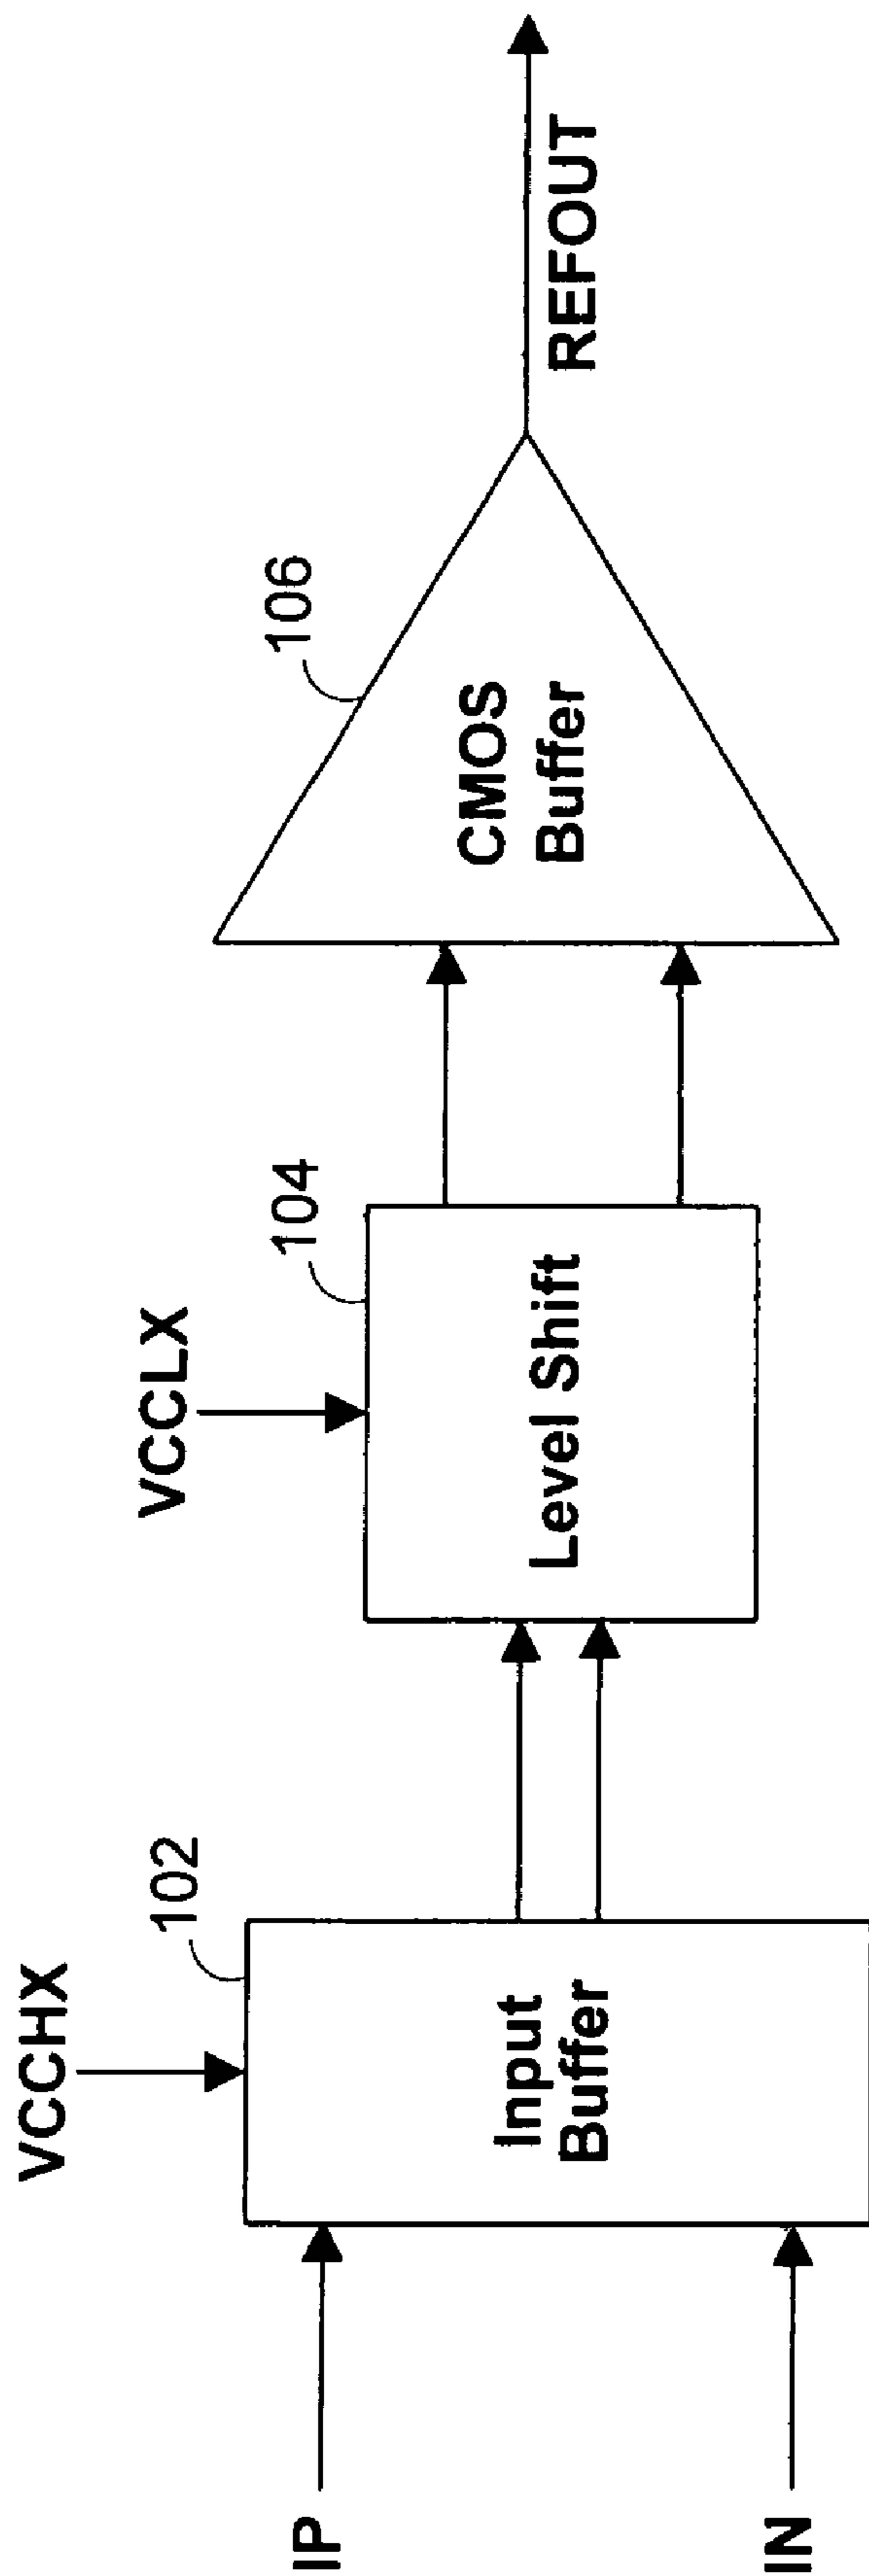 VCCHX
102
IP
IN
Input
Buffer
VCCLX
104
Level Shift
106
CMOS
Buffer
REFOUT